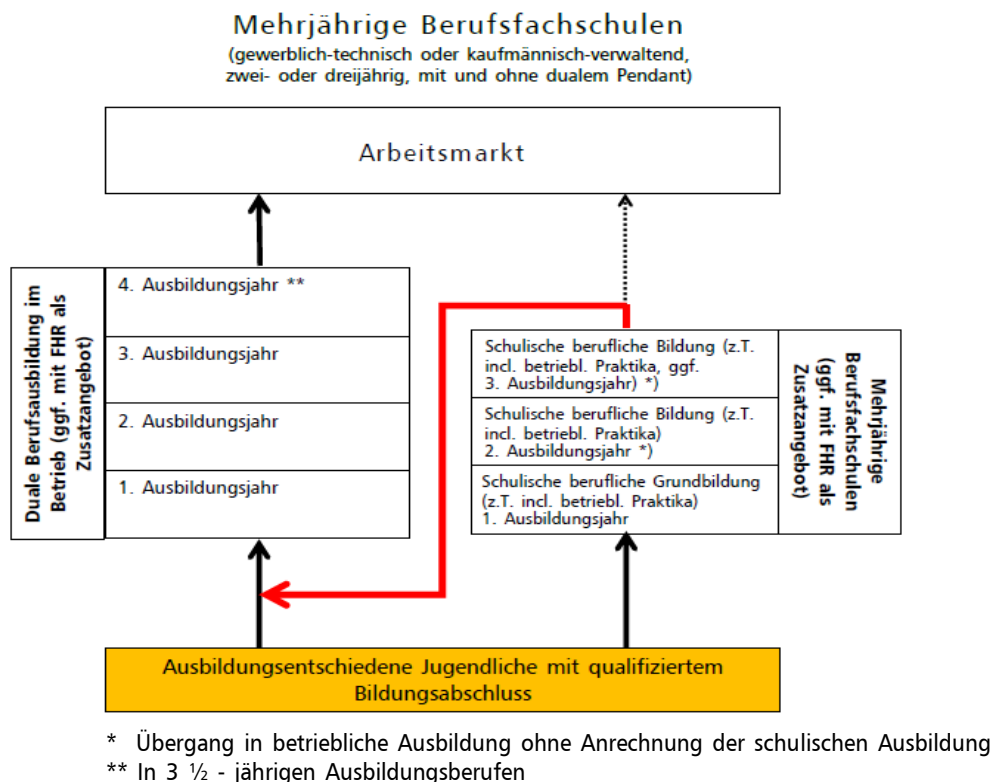 Mehrjährige Berufsfachschulen
(gewerblich-technisch oder kaufmännisch-verwaltend,
zwei- oder dreijährig, mit und ohne dualem Pendant)
Arbeitsmarkt
Duale Berufsausbildung im
Betrieb (ggf. mit FHR als
Zusatzangebot)
4. Ausbildungsjahr **
3. Ausbildungsjahr
2. Ausbildungsjahr
1. Ausbildungsjahr
Schulische berufliche Bildung (z.T.
incl. betriebl. Praktika, ggf.
3. Ausbildungsjahr) *)
Schulische berufliche Bildung (z.T.
incl. betriebl. Praktika)
2. Ausbildungsjahr *)
Schulische berufliche Grundbildung
(z.T. incl. betriebl. Praktika)
1. Ausbildungsjahr
Mehrjährige
Berufsfachschulen
(ggf. mit FHR als
Zusatzangebot)
Ausbildungsentschiedene Jugendliche mit qualifiziertem
Bildungsabschluss
* Übergang in betriebliche Ausbildung ohne Anrechnung der schulischen Ausbildung
** In 3 ½ - jährigen Ausbildungsberufen